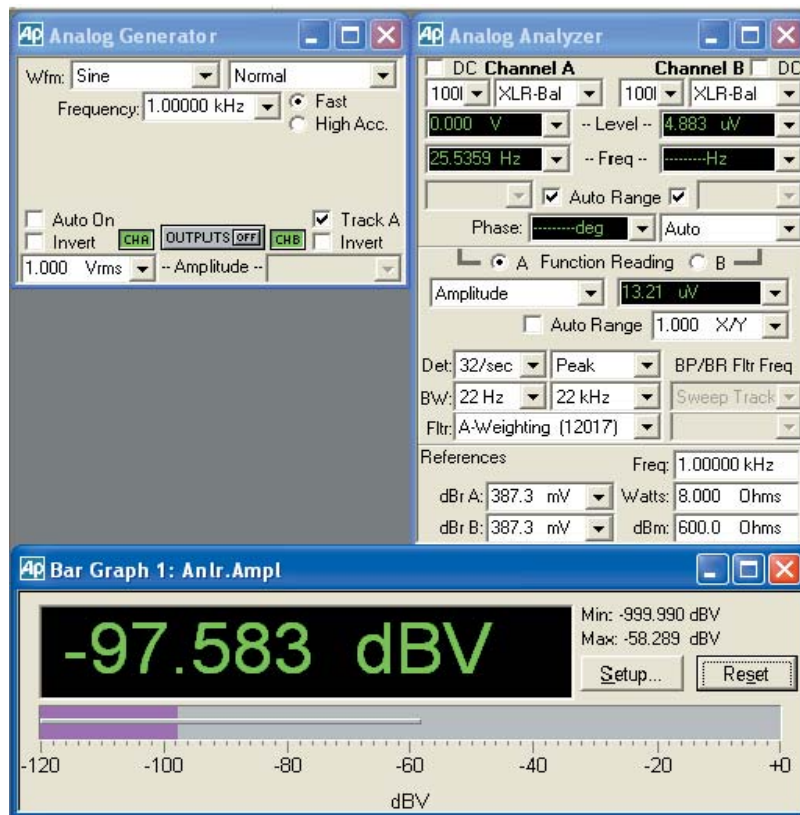 Analog Generator
Wfm: Sine Normal
Frequency: 1.00000 kHz Fast
High Acc.
Auto On Track A
Invert CHA OUTPUTS OFF CHB Invert
1.000 Vrms -- Amplitude --
Analog Analyzer
DC Channel A Channel B DC
100l XLR-Bal 100l XLR-Bal
0.000 V -- Level -- 4.883 uV
25.5359 Hz -- Freq -- --------Hz
Auto Range
Phase: --------deg Auto
A Function Reading B
Amplitude 13.21 uV
Auto Range 1.000 X/Y
Det: 32/sec Peak BP/BR Fltr Freq
BW: 22 Hz 22 kHz Sweep Track
Fltr: A-Weighting (12017)
References Freq: 1.00000 kHz
dBr A: 387.3 mV Watts: 8.000 Ohms
dBr B: 387.3 mV dBm: 600.0 Ohms
Bar Graph 1: Anlr.Ampl
-97.583 dBV
Min: -999.990 dBV
Max: -58.289 dBV
Setup... Reset
-120 -100 -80 -60 -40 -20 +0
dBV